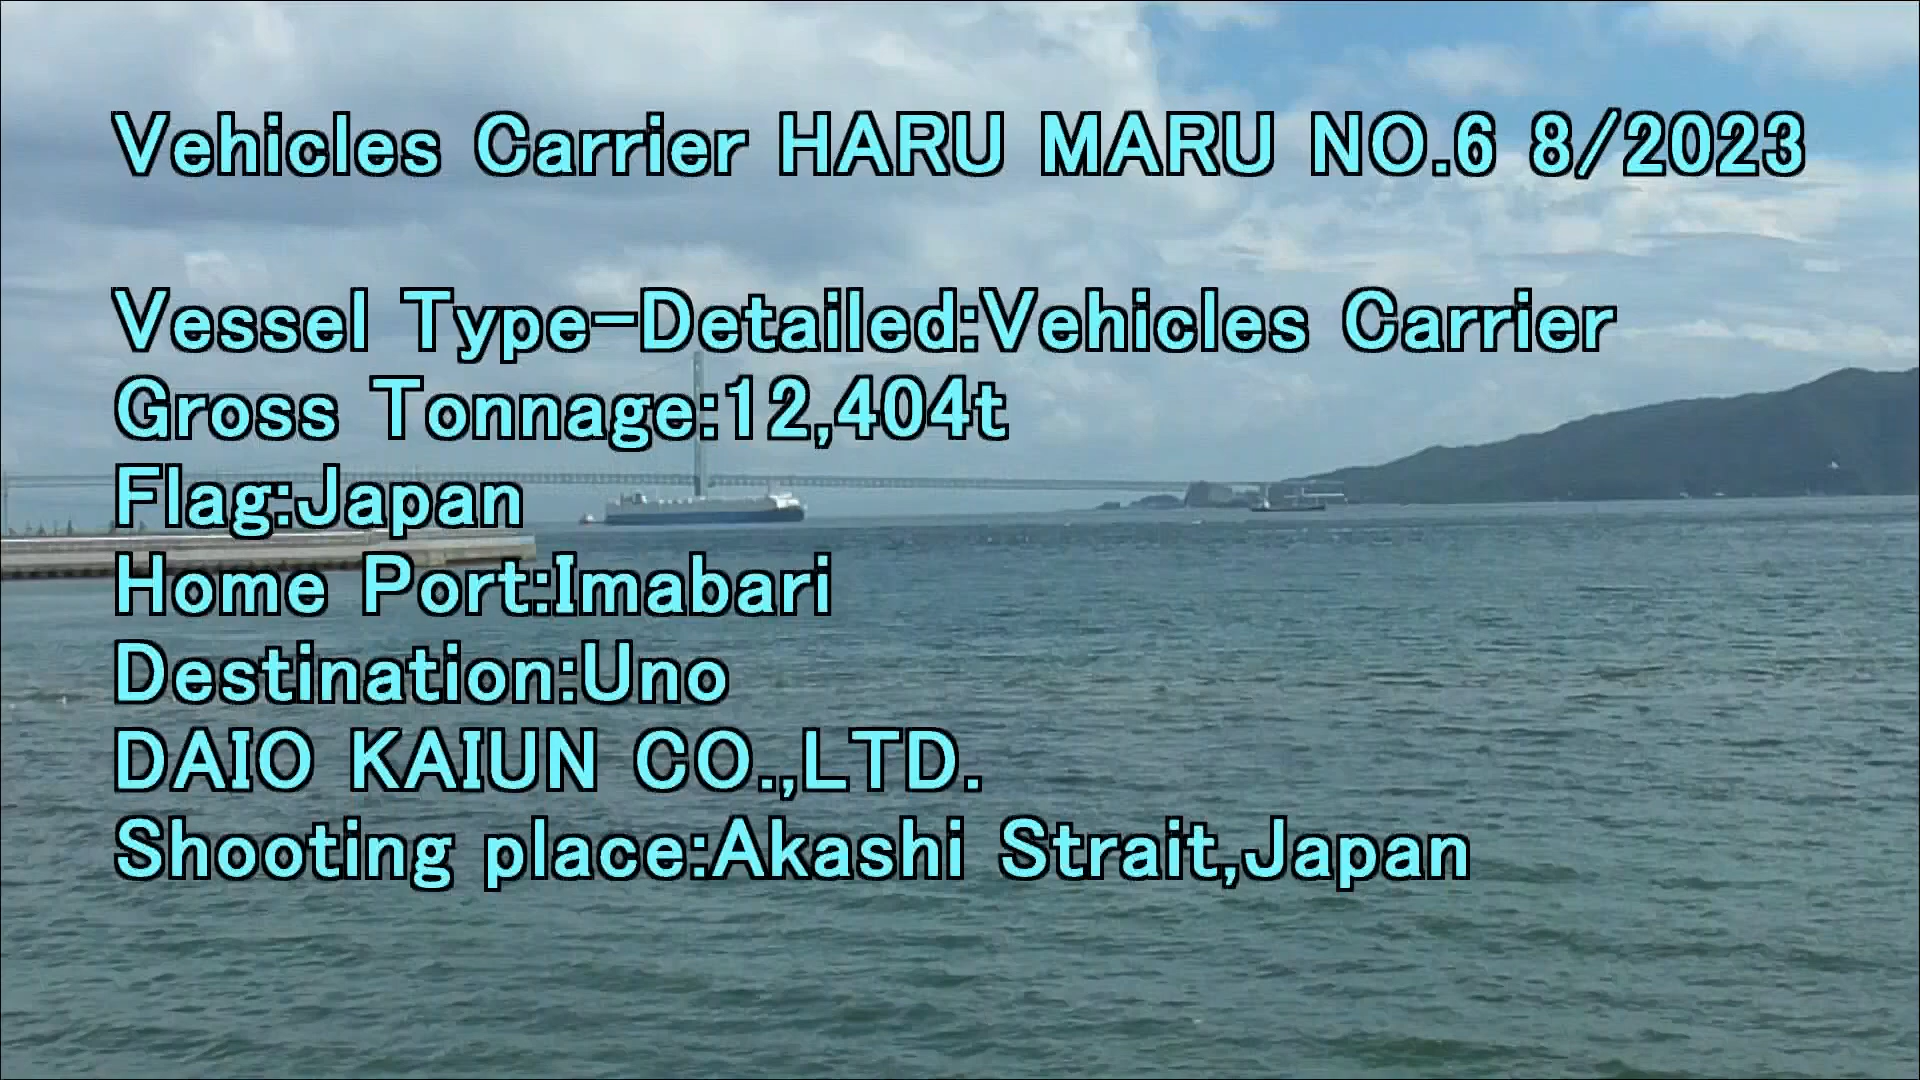 Vehicles Carrier HARU MARU NO.6 8/2023
Vessel Type-Detailed:Vehicles Carrier
Gross Tonnage:12,404t
Flag:Japan
Home Port:Imabari
Destination:Uno
DAIO KAIUN CO.,LTD.
Shooting place:Akashi Strait,Japan